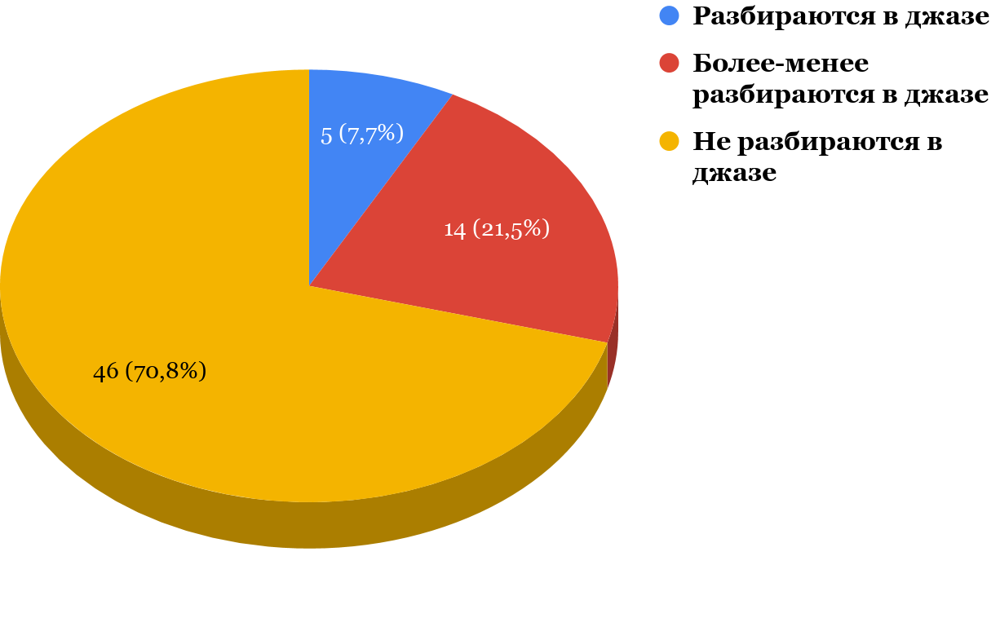 Разбираются в джазе
Более-менее
разбираются в джазе
Не разбираются в
джазе
5 (7,7%)
14 (21,5%)
46 (70,8%)